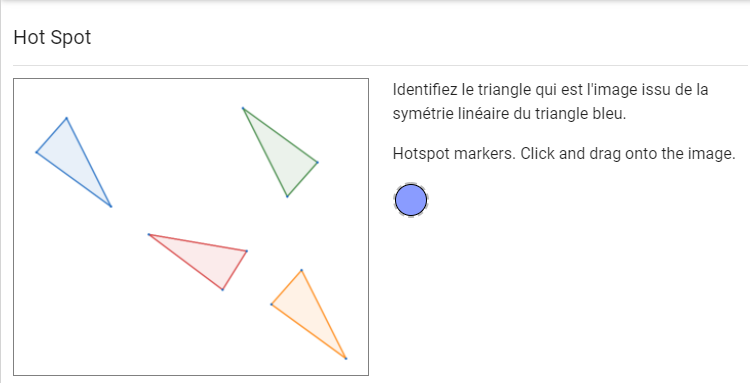 Hot Spot
Identifiez le triangle qui est l'image issu de la
symétrie linéaire du triangle bleu.
Hotspot markers. Click and drag onto the image.